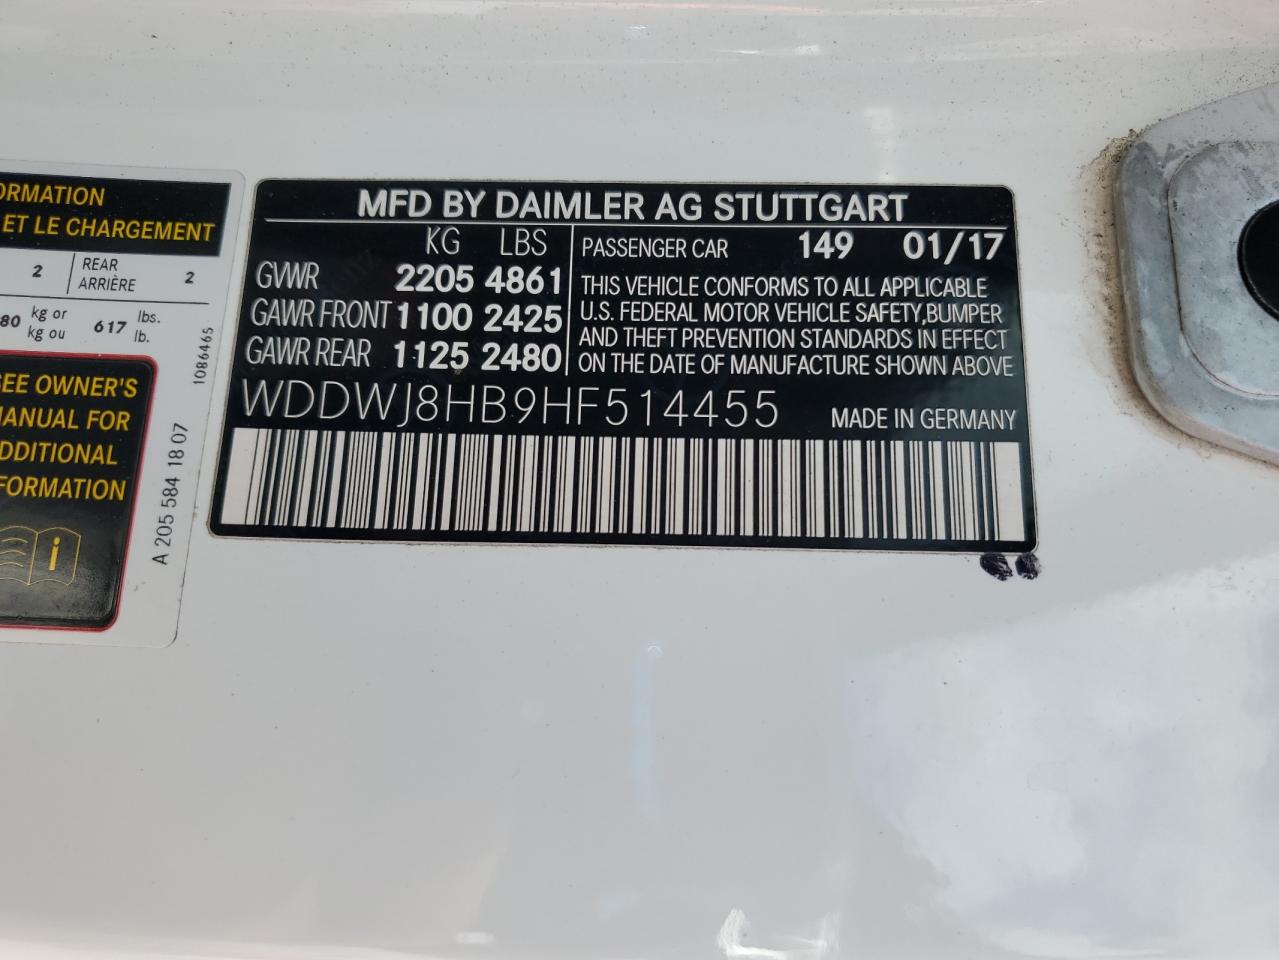 ORMATION
ET LE CHARGEMENT
2 REAR ARRIÈRE 2
80 kg or kg ou 617 lbs. lb.
SEE OWNER'S
MANUAL FOR
ADDITIONAL
FORMATION
i
A 205 584 18 07
1086465
MFD BY DAIMLER AG STUTTGART
KG LBS
GVWR 2205 4861
GAWR FRONT 1100 2425
GAWR REAR 1125 2480
PASSENGER CAR 149 01/17
THIS VEHICLE CONFORMS TO ALL APPLICABLE
U.S. FEDERAL MOTOR VEHICLE SAFETY,BUMPER
AND THEFT PREVENTION STANDARDS IN EFFECT
ON THE DATE OF MANUFACTURE SHOWN ABOVE
WDDWJ8HB9HF514455 MADE IN GERMANY